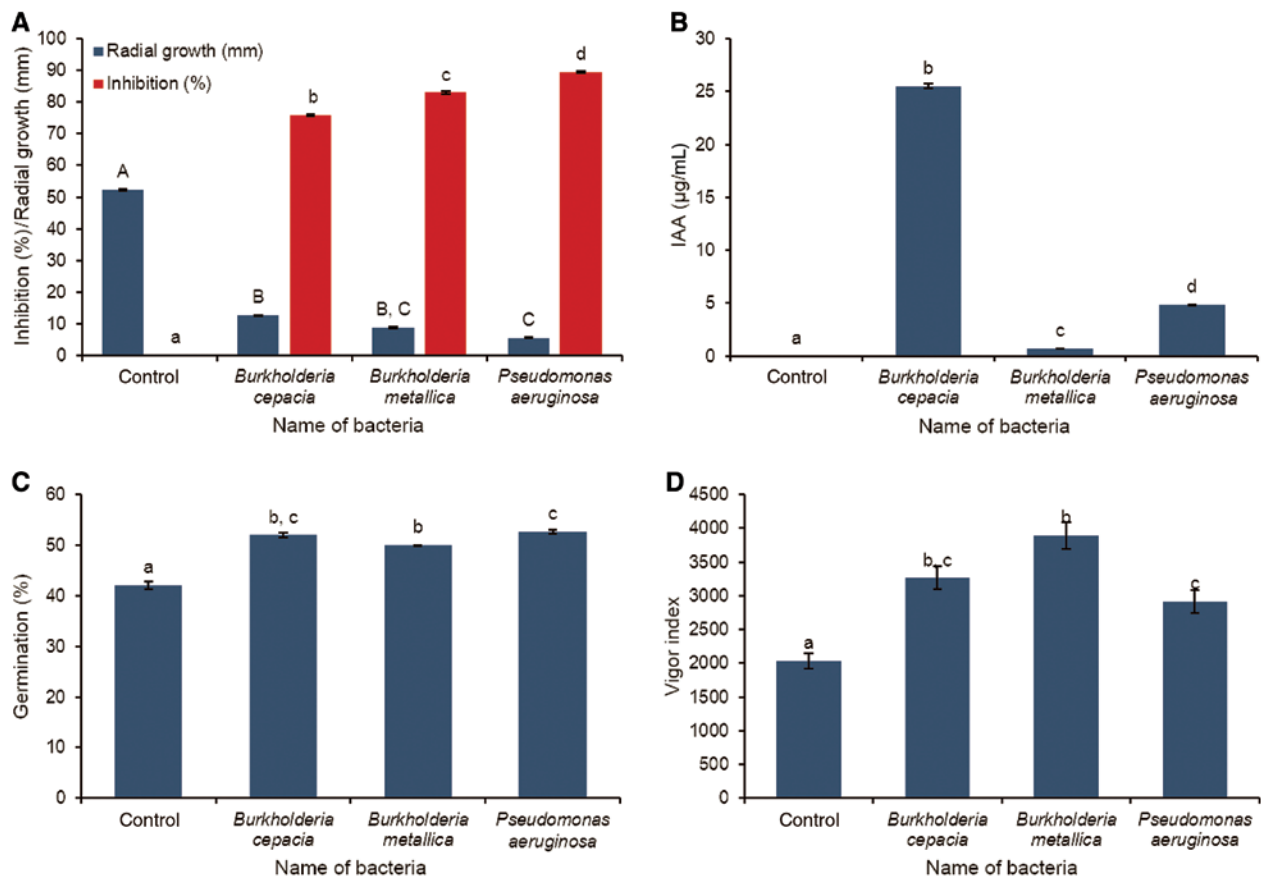 A
Inhibition (%)/Radial growth (mm)
100
90
80
70
60
50
40
30
20
10
0
Radial growth (mm)
Inhibition (%)
A
a
B
b
B, C
c
C
d
Control
Burkholderia
cepacia
Burkholderia
metallica
Pseudomonas
aeruginosa
Name of bacteria
B
IAA (µg/mL)
30
25
20
15
10
5
0
a
b
c
d
Control
Burkholderia
cepacia
Burkholderia
metallica
Pseudomonas
aeruginosa
Name of bacteria
C
Germination (%)
60
50
40
30
20
10
0
a
b, c
b
c
Control
Burkholderia
cepacia
Burkholderia
metallica
Pseudomonas
aeruginosa
Name of bacteria
D
Vigor index
4500
4000
3500
3000
2500
2000
1500
1000
500
0
a
b, c
b
c
Control
Burkholderia
cepacia
Burkholderia
metallica
Pseudomonas
aeruginosa
Name of bacteria